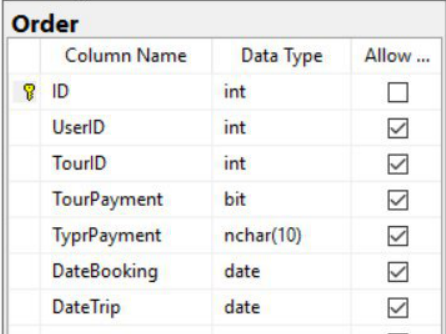 Order
Column Name Data Type Allow ...
ID int
UserID int
TourID int
TourPayment bit
TyprPayment nchar(10)
DateBooking date
DateTrip date